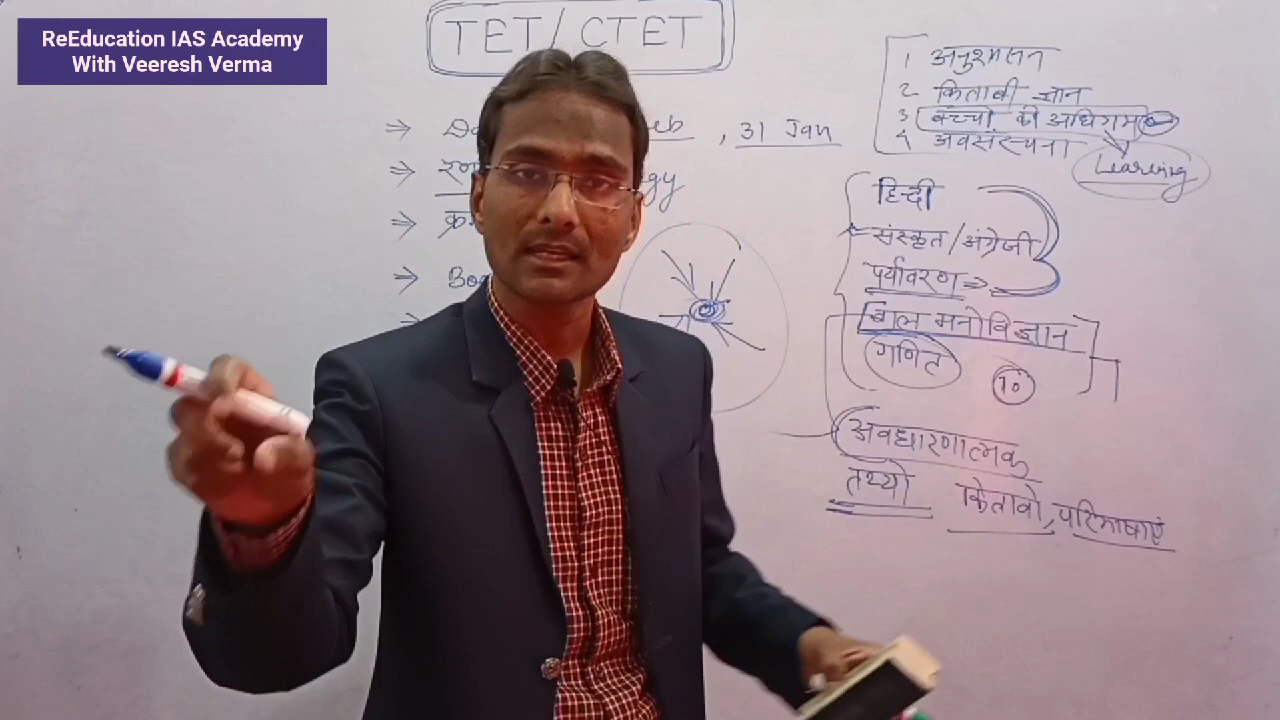 ReEducation IAS Academy
With Veeresh Verma
TET/CTET
⇒ , 31 Jan
⇒
⇒
⇒
1 अनुशासन
2 किताबी ज्ञान
3 बच्चो की अधिगम
4 अवसंरचना
Learning
हिन्दी
संस्कृत/अंग्रेजी
पर्यावरण ⇒
बाल मनोविज्ञान
गणित
10
अवधारणात्मक
तथ्यो
किताबो, परिभाषाएं